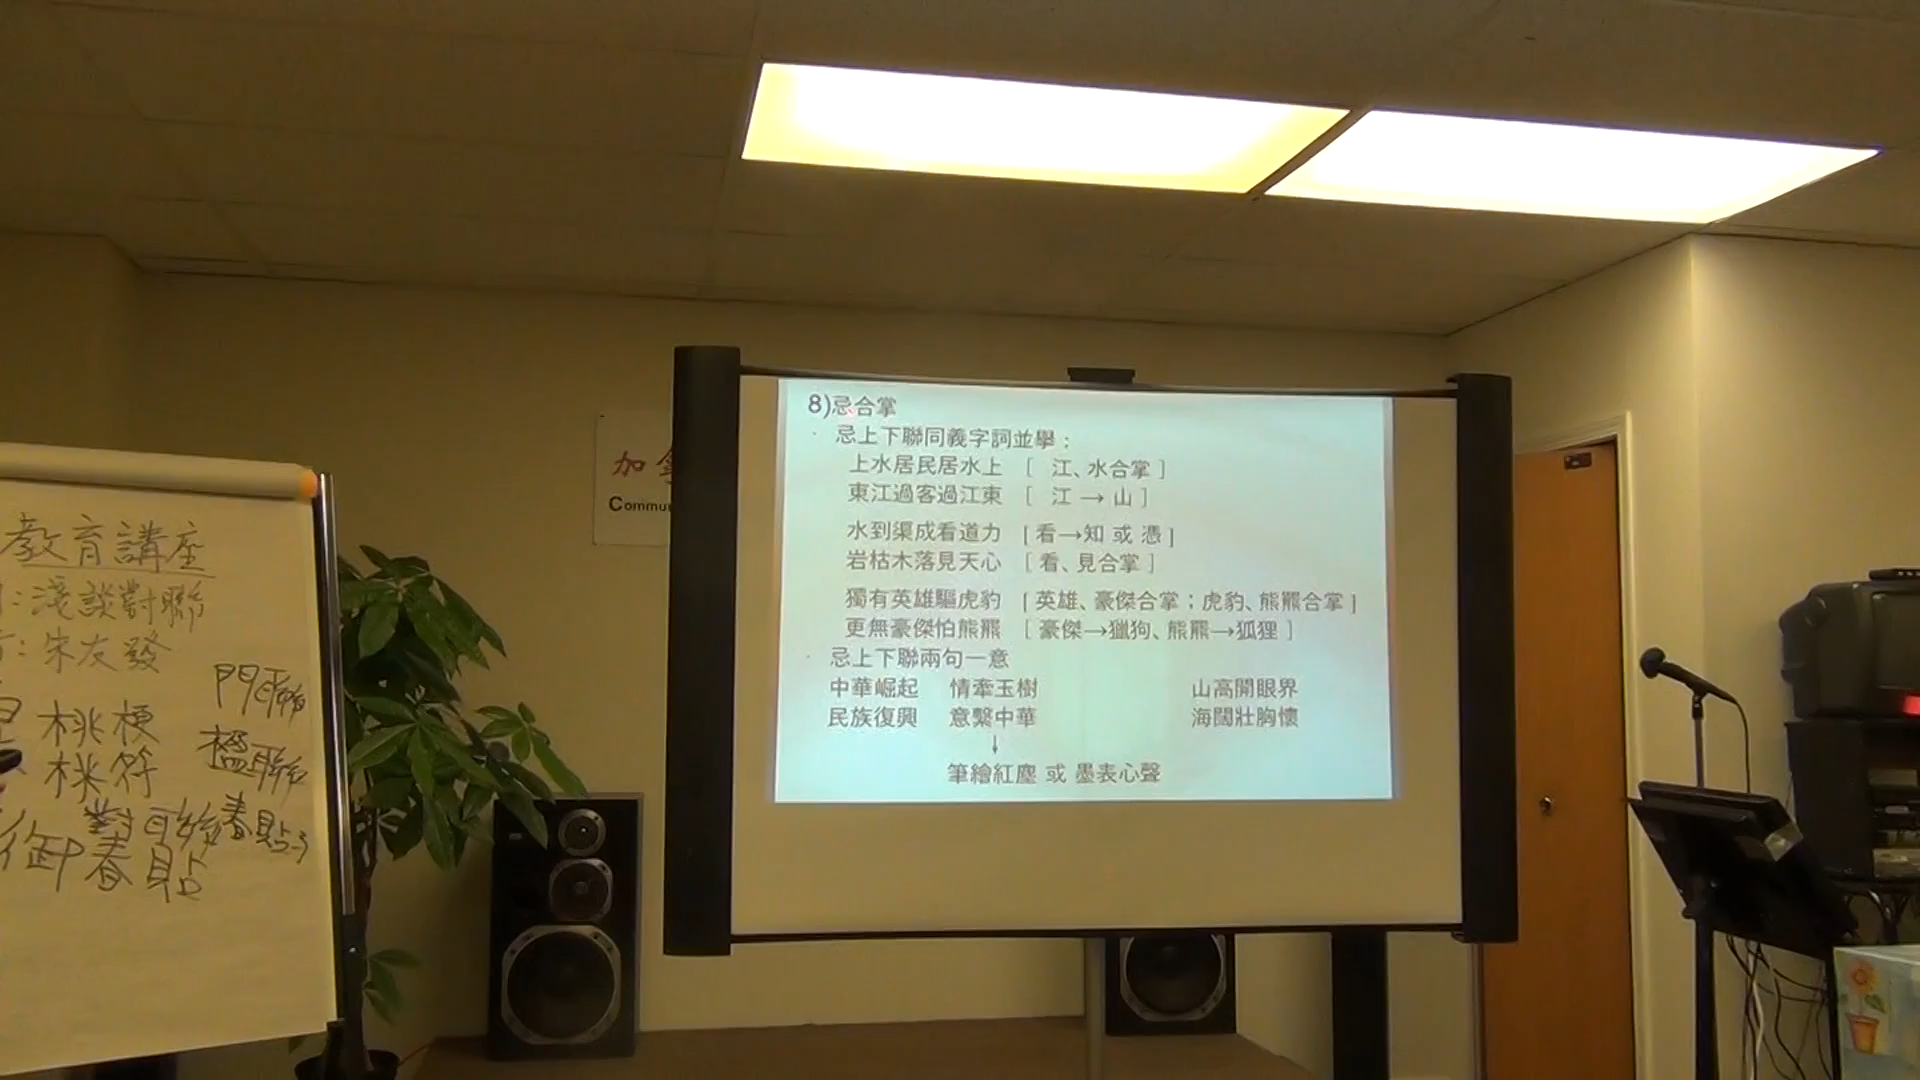 8)忌合掌
· 忌上下聯同義字詞並舉:
上水居民居水上 [ 江、水合掌 ]
東江過客過江東 [ 江 → 山 ]
水到渠成看道力 [ 看→知 或 憑 ]
岩枯木落見天心 [ 看、見合掌 ]
獨有英雄驅虎豹 [ 英雄、豪傑合掌;虎豹、熊羆合掌 ]
更無豪傑怕熊羆 [ 豪傑→獵狗、熊羆→狐狸 ]
· 忌上下聯兩句一意
中華崛起 情牽玉樹 山高開眼界
民族復興 意繫中華 海闊壯胸懷
↓
筆繪紅塵 或 墨表心聲
加拿
Commun
教育講座
:淺談對聯
:宋友發
門聯
桃梗
楹聯
桃符
對聯
春貼子
御春貼